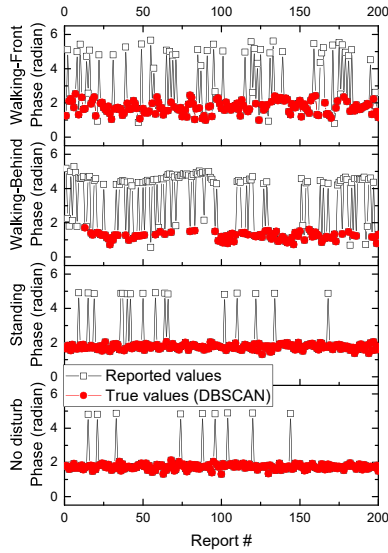 0 50 100 150 200
Walking-Front
Phase (radian)
6
4
2
0
Walking-Behind
Phase (radian)
6
4
2
0
Standing
Phase (radian)
6
4
2
0
Reported values
True values (DBSCAN)
No disturb
Phase (radian)
6
4
2
0
0 50 100 150 200
Report #